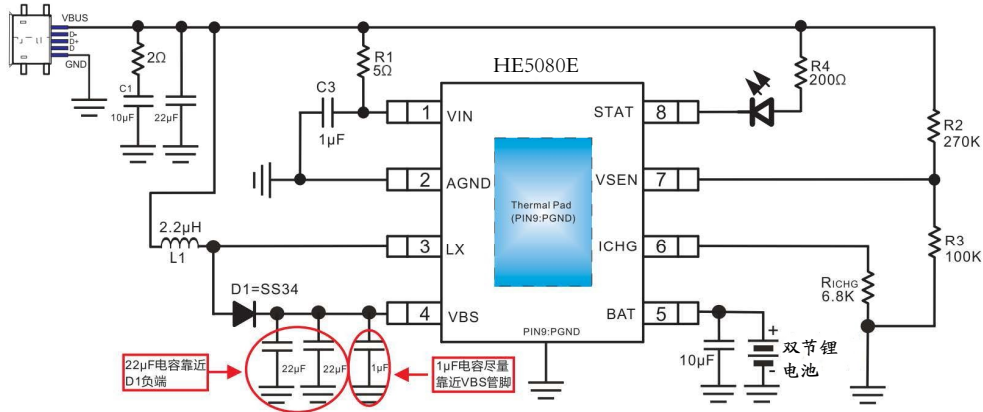 VBUS
D-
D+
D
GND
2Ω
C1
10μF
22μF
R1
5Ω
C3
1μF
HE5080E
1
VIN
2
AGND
3
LX
4
VBS
STAT
8
VSEN
7
ICHG
6
BAT
5
Thermal Pad
(PIN9:PGND)
PIN9:PGND
R4
200Ω
R2
270K
R3
100K
RICHG
6.8K
2.2μH
L1
D1=SS34
22μF
22μF
1μF
10μF
+
-
双节锂
电池
22μF电容靠近
D1负端
1μF电容尽量
靠近VBS管脚